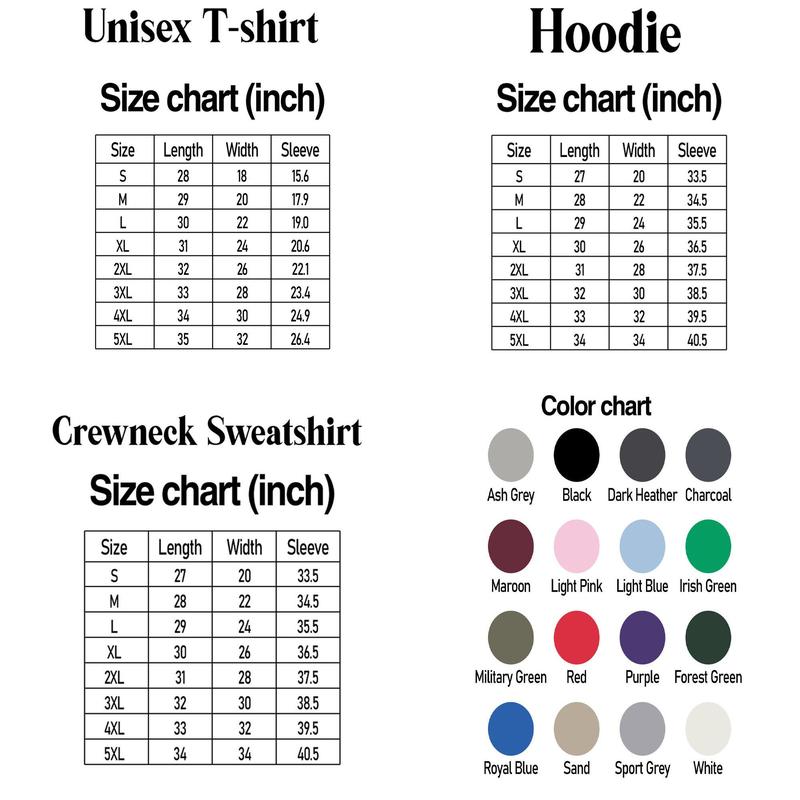 Unisex T-shirt
Size chart (inch)
Size Length Width Sleeve
S 28 18 15.6
M 29 20 17.9
L 30 22 19.0
XL 31 24 20.6
2XL 32 26 22.1
3XL 33 28 23.4
4XL 34 30 24.9
5XL 35 32 26.4
Hoodie
Size chart (inch)
Size Length Width Sleeve
S 27 20 33.5
M 28 22 34.5
L 29 24 35.5
XL 30 26 36.5
2XL 31 28 37.5
3XL 32 30 38.5
4XL 33 32 39.5
5XL 34 34 40.5
Crewneck Sweatshirt
Size chart (inch)
Size Length Width Sleeve
S 27 20 33.5
M 28 22 34.5
L 29 24 35.5
XL 30 26 36.5
2XL 31 28 37.5
3XL 32 30 38.5
4XL 33 32 39.5
5XL 34 34 40.5
Color chart
Ash Grey Black Dark Heather Charcoal
Maroon Light Pink Light Blue Irish Green
Military Green Red Purple Forest Green
Royal Blue Sand Sport Grey White